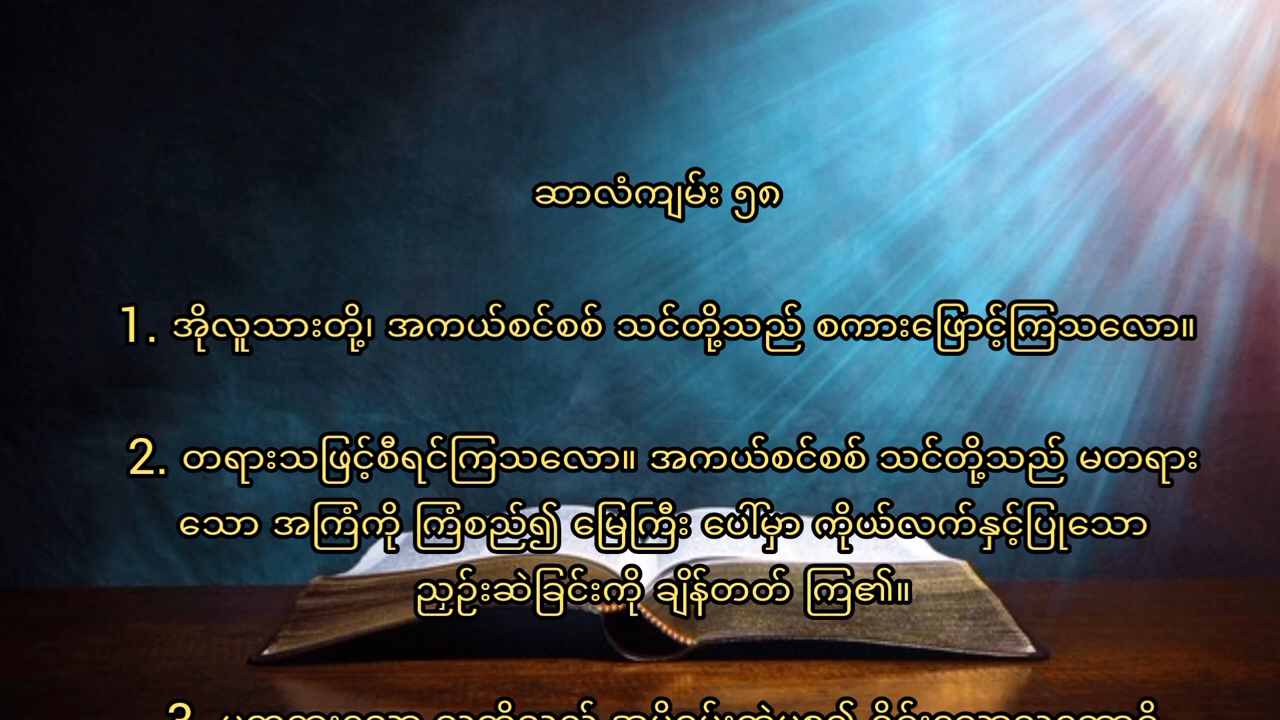 ဆာလံကျမ်း ၅၈
1. အိုလူသားတို့၊ အကယ်စင်စစ် သင်တို့သည် စကားဖြောင့်ကြသလော။
2. တရားသဖြင့်စီရင်ကြသလော။ အကယ်စင်စစ် သင်တို့သည် မတရား
သော အကြံကို ကြံစည်၍ မြေကြီး ပေါ်မှာ ကိုယ်လက်နှင့်ပြုသော
ညှဉ်းဆဲခြင်းကို ချိန်တတ် ကြ၏။
3.